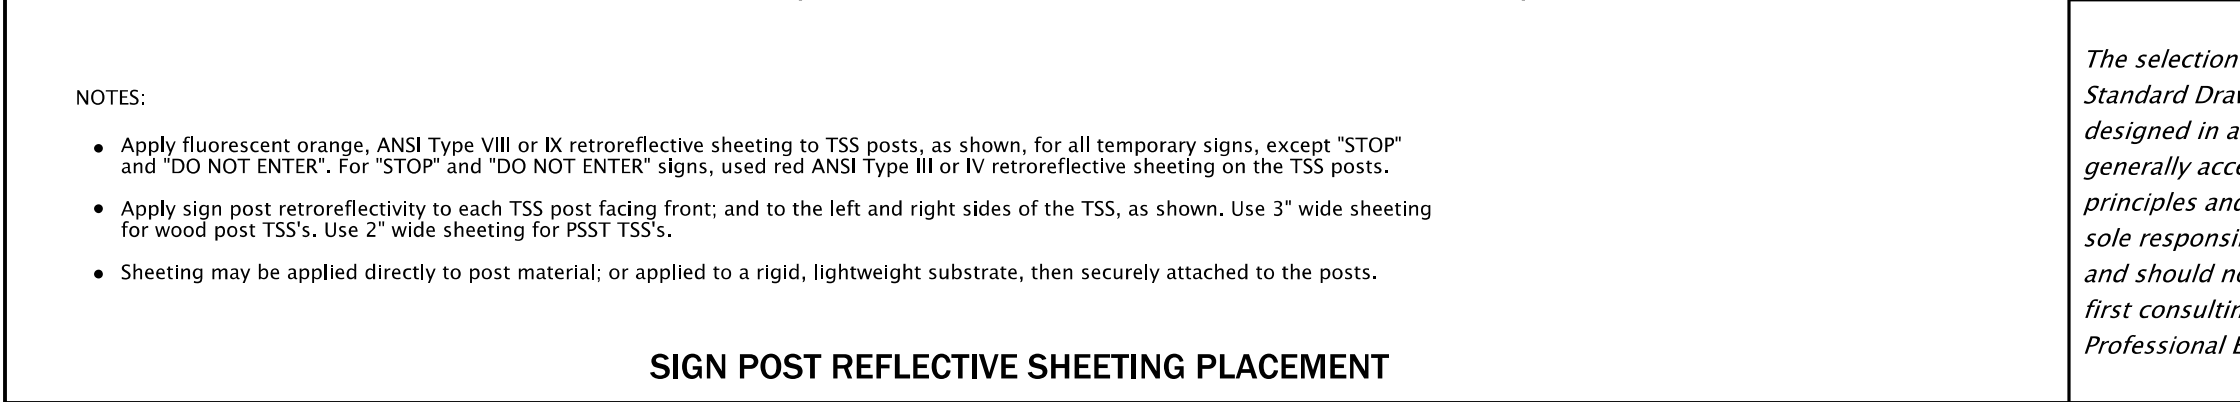 NOTES:
• Apply fluorescent orange, ANSI Type VIII or IX retroreflective sheeting to TSS posts, as shown, for all temporary signs, except "STOP"
and "DO NOT ENTER". For "STOP" and "DO NOT ENTER" signs, used red ANSI Type III or IV retroreflective sheeting on the TSS posts.
• Apply sign post retroreflectivity to each TSS post facing front; and to the left and right sides of the TSS, as shown. Use 3" wide sheeting
for wood post TSS's. Use 2" wide sheeting for PSST TSS's.
• Sheeting may be applied directly to post material; or applied to a rigid, lightweight substrate, then securely attached to the posts.
SIGN POST REFLECTIVE SHEETING PLACEMENT
The selection
Standard
designed in
generally
principles
sole
and should
first
Professional